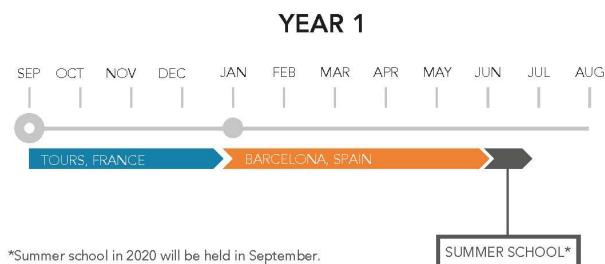 YEAR 1
SEP OCT NOV DEC JAN FEB MAR APR MAY JUN JUL AUG
TOURS, FRANCE BARCELONA, SPAIN
SUMMER SCHOOL*
*Summer school in 2020 will be held in September.